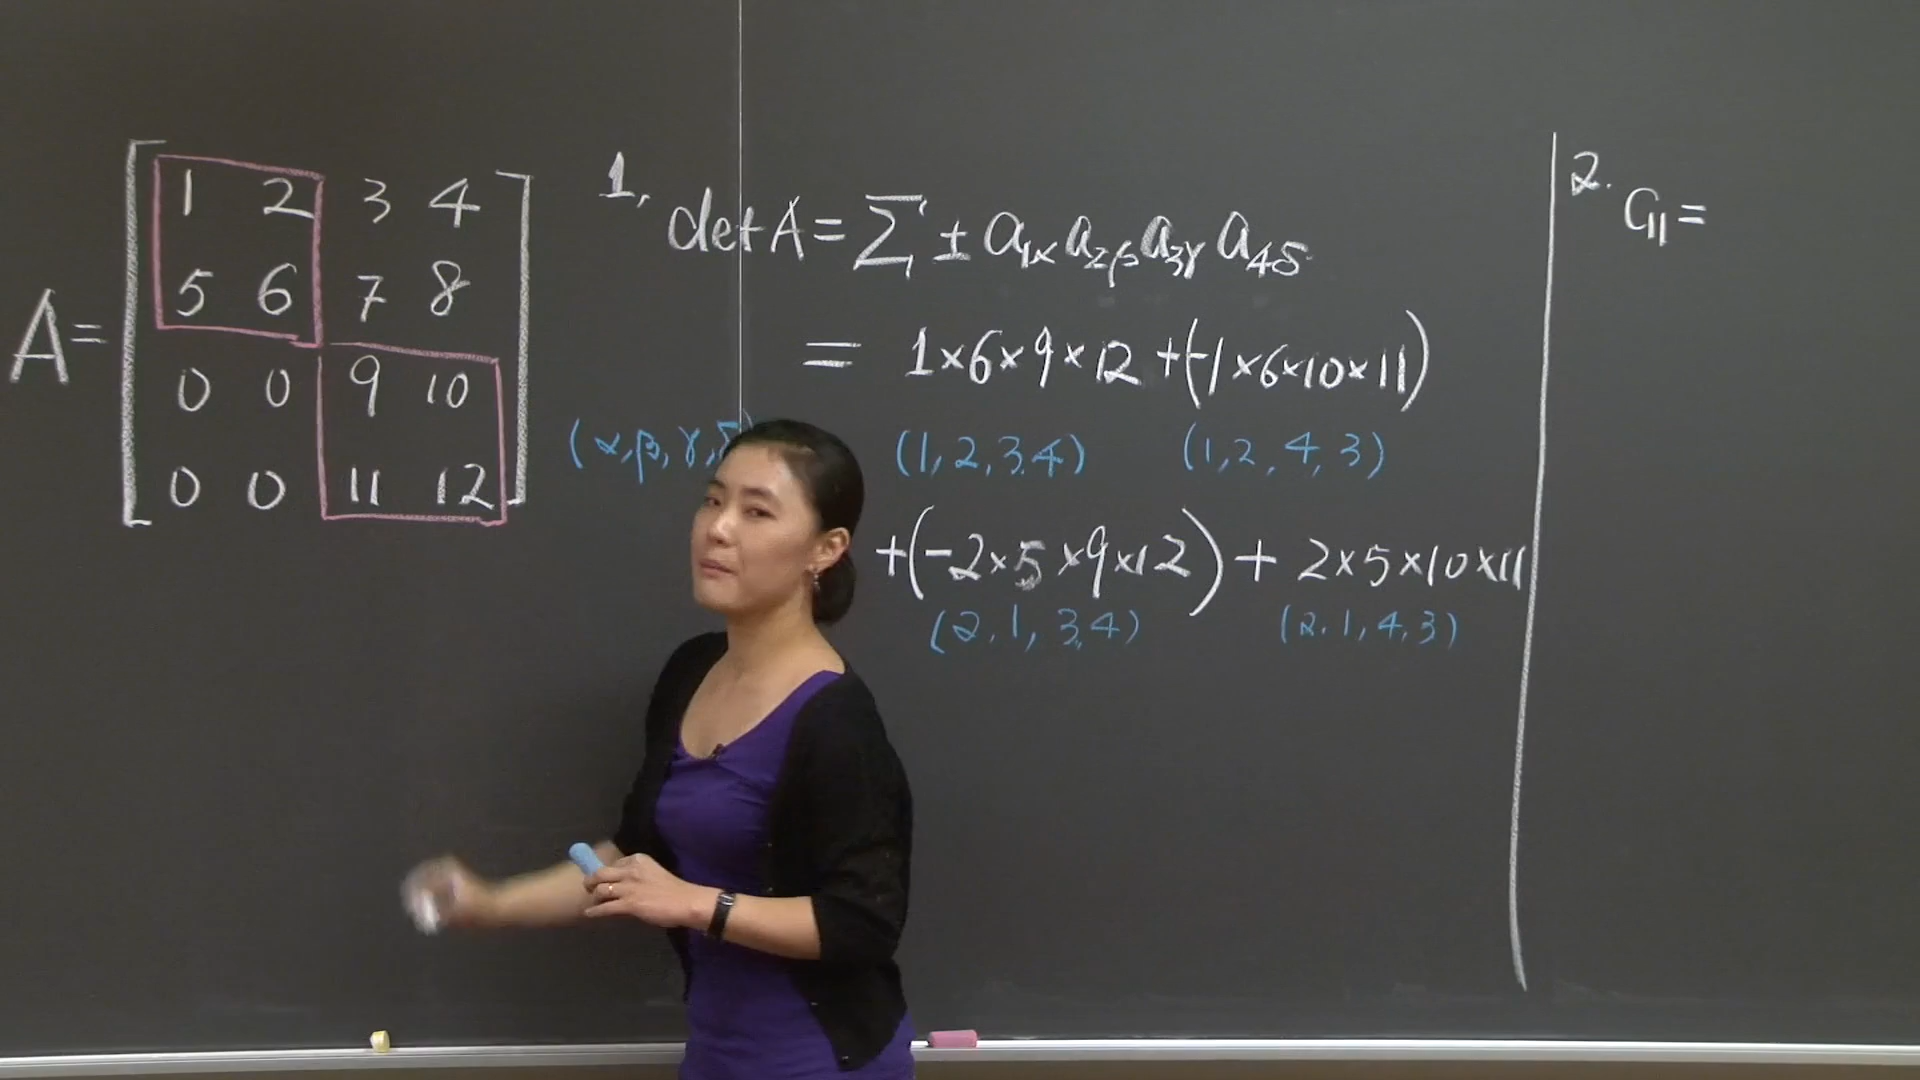 A = [ 1 2 3 4
5 6 7 8
0 0 9 10
0 0 11 12 ]
1. det A = ∑ ± a₁α a₂β a₃γ a₄δ
= 1×6×9×12 + (-1×6×10×11)
(α,β,γ,δ) (1,2,3,4) (1,2,4,3)
+(-2×5×9×12) + 2×5×10×11
(2,1,3,4) (2,1,4,3)
2. C₁₁ =